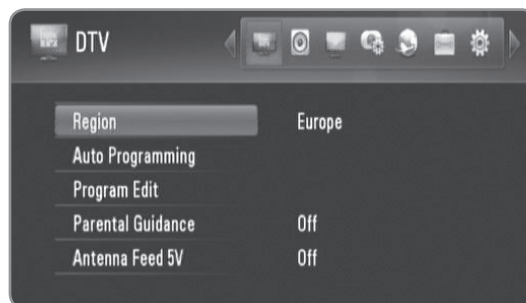 DTV
Region Europe
Auto Programming
Program Edit
Parental Guidance Off
Antenna Feed 5V Off